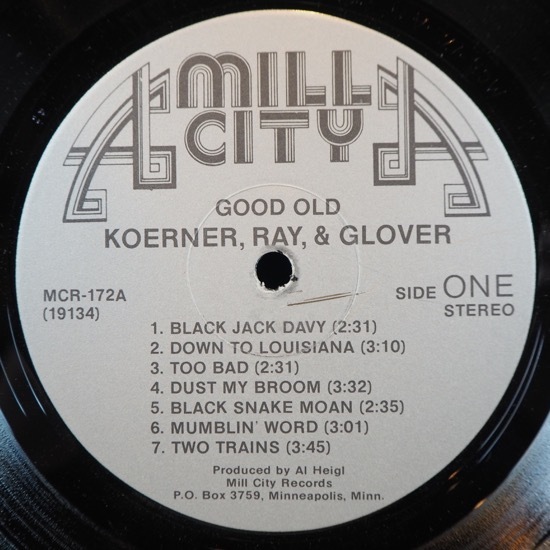 MILL
CITY
GOOD OLD
KOERNER, RAY, & GLOVER
MCR-172A
(19134)
SIDE ONE
STEREO
1. BLACK JACK DAVY (2:31)
2. DOWN TO LOUISIANA (3:10)
3. TOO BAD (2:31)
4. DUST MY BROOM (3:32)
5. BLACK SNAKE MOAN (2:35)
6. MUMBLIN' WORD (3:01)
7. TWO TRAINS (3:45)
Produced by Al Heigl
Mill City Records
P.O. Box 3759, Minneapolis, Minn.